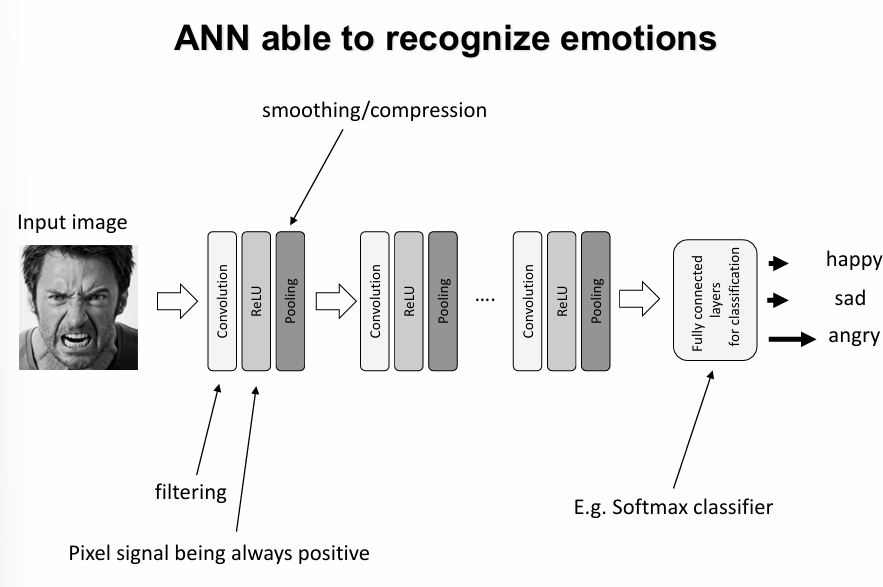 ANN able to recognize emotions
smoothing/compression
Input image
Convolution
ReLU
Pooling
Convolution
ReLU
Pooling
....
Convolution
ReLU
Pooling
Fully connected
layers
for classification
happy
sad
angry
filtering
E.g. Softmax classifier
Pixel signal being always positive